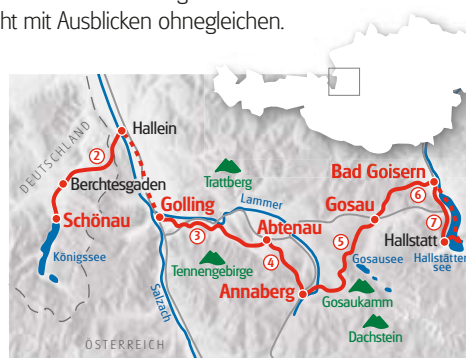 ht mit Ausblicken ohnegleichen.
DEUTSCHLAND
Hallein
2
Berchtesgaden
Schönau
Königssee
Trattberg
Golling
Lammer
3
Abtenau
Tennengebirge
4
Salzach
Annaberg
ÖSTERREICH
Bad Goisern
6
Gosau
7
5
Hallstatt
Gosausee
Hallstätter
see
Gosaukamm
Dachstein